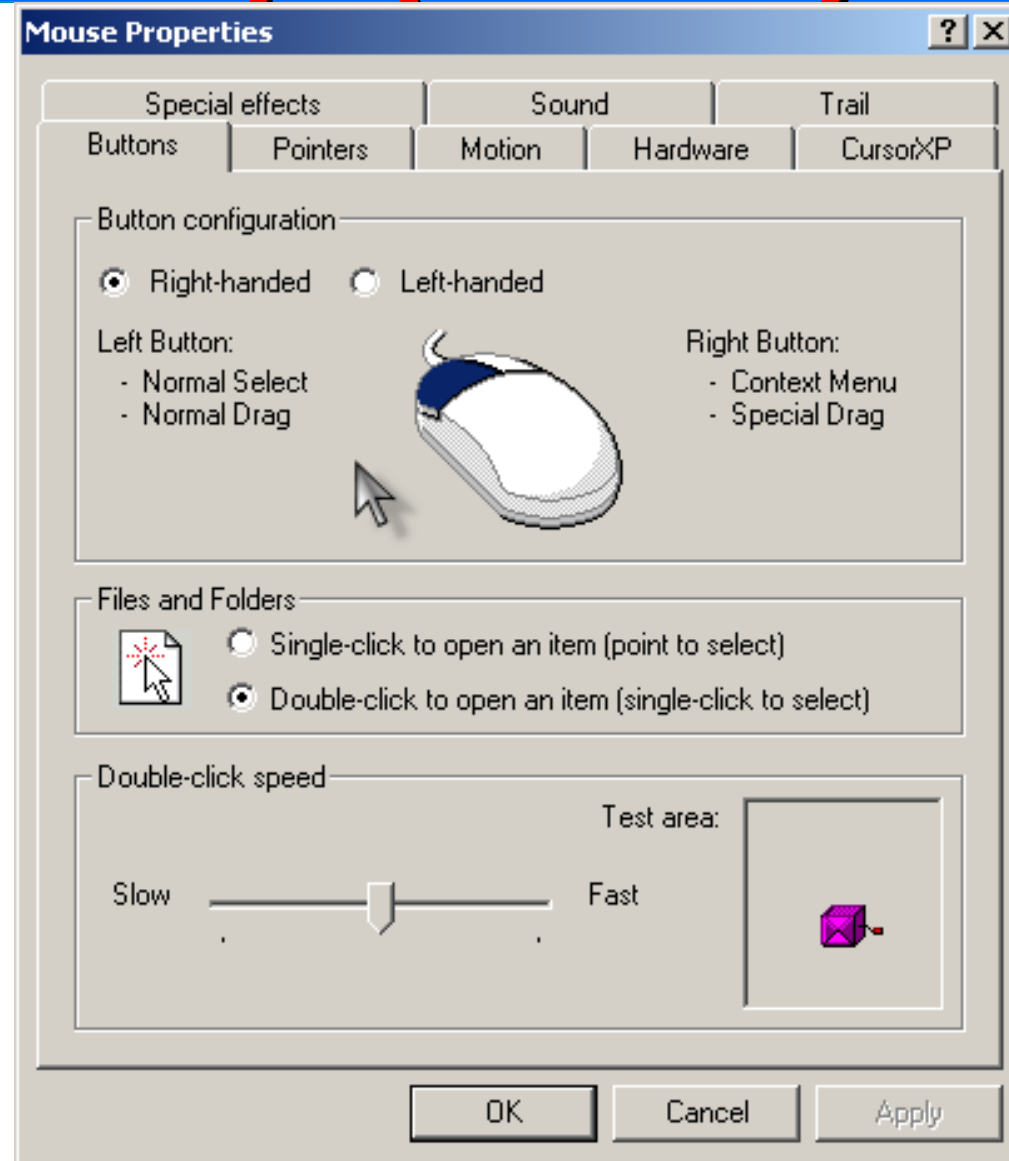 Mouse Properties
Special effects Sound Trail
Buttons Pointers Motion Hardware CursorXP
Button configuration
Right-handed Left-handed
Left Button: Right Button:
- Normal Select - Context Menu
- Normal Drag - Special Drag
Files and Folders
Single-click to open an item (point to select)
Double-click to open an item (single-click to select)
Double-click speed
Test area:
Slow Fast
OK Cancel Apply